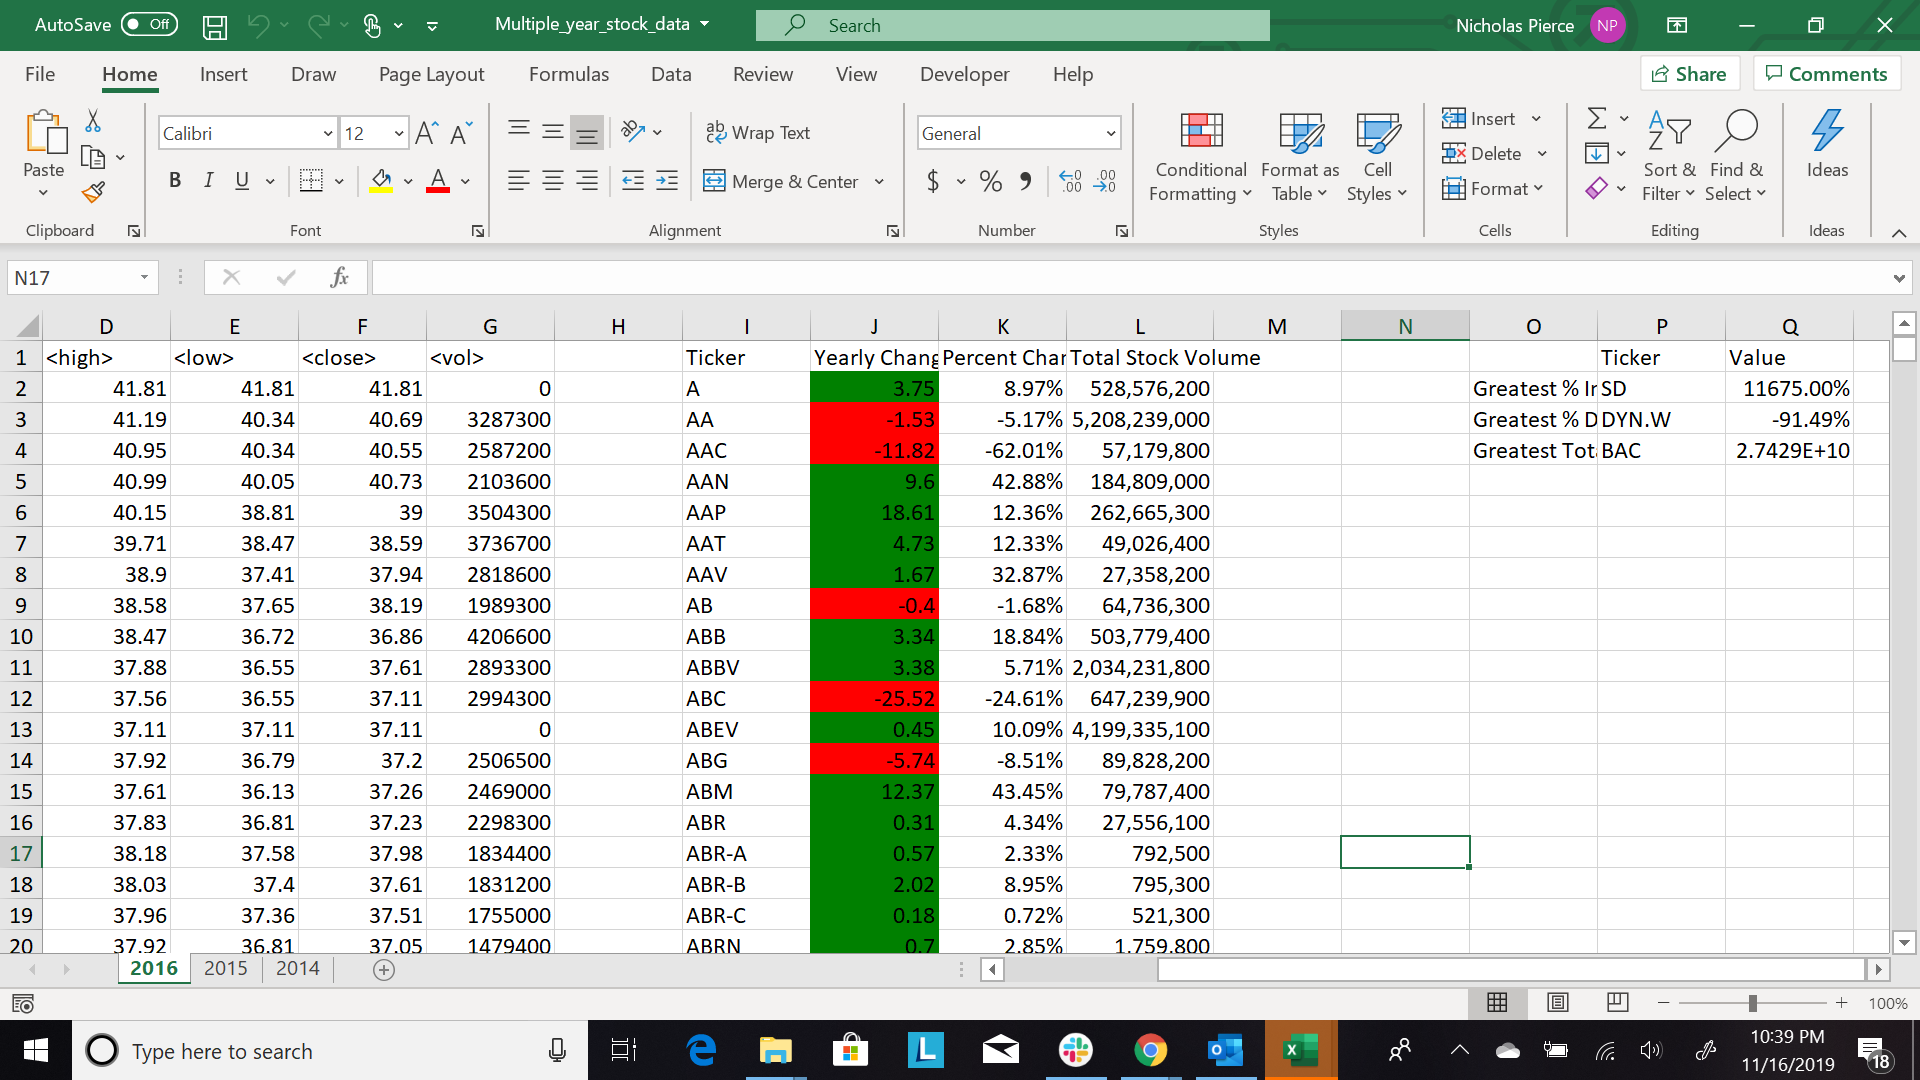 AutoSave Off Multiple_year_stock_data Search Nicholas Pierce NP
File Home Insert Draw Page Layout Formulas Data Review View Developer Help Share Comments
Calibri 12 ab Wrap Text General Insert
Paste B I U A Merge & Center $ % Conditional Formatting Format as Table Cell Styles Delete Format Sort & Filter Find & Select Ideas
Clipboard Font Alignment Number Styles Cells Editing Ideas
N17 fx
D E F G H I J K L M N O P Q
1 <high> <low> <close> <vol> Ticker Yearly Chang Percent Char Total Stock Volume Ticker Value
2 41.81 41.81 41.81 0 A 3.75 8.97% 528,576,200 Greatest % In SD 11675.00%
3 41.19 40.34 40.69 3287300 AA -1.53 -5.17% 5,208,239,000 Greatest % D DYN.W -91.49%
4 40.95 40.34 40.55 2587200 AAC -11.82 -62.01% 57,179,800 Greatest Tot BAC 2.7429E+10
5 40.99 40.05 40.73 2103600 AAN 9.6 42.88% 184,809,000
6 40.15 38.81 39 3504300 AAP 18.61 12.36% 262,665,300
7 39.71 38.47 38.59 3736700 AAT 4.73 12.33% 49,026,400
8 38.9 37.41 37.94 2818600 AAV 1.67 32.87% 27,358,200
9 38.58 37.65 38.19 1989300 AB -0.4 -1.68% 64,736,300
10 38.47 36.72 36.86 4206600 ABB 3.34 18.84% 503,779,400
11 37.88 36.55 37.61 2893300 ABBV 3.38 5.71% 2,034,231,800
12 37.56 36.55 37.11 2994300 ABC -25.52 -24.61% 647,239,900
13 37.11 37.11 37.11 0 ABEV 0.45 10.09% 4,199,335,100
14 37.92 36.79 37.2 2506500 ABG -5.74 -8.51% 89,828,200
15 37.61 36.13 37.26 2469000 ABM 12.37 43.45% 79,787,400
16 37.83 36.81 37.23 2298300 ABR 0.31 4.34% 27,556,100
17 38.18 37.58 37.98 1834400 ABR-A 0.57 2.33% 792,500
18 38.03 37.4 37.61 1831200 ABR-B 2.02 8.95% 795,300
19 37.96 37.36 37.51 1755000 ABR-C 0.18 0.72% 521,300
20 37.92 36.81 37.05 1479400 ABRN 0.7 2.85% 1,759,800
2016 2015 2014
100%
Type here to search 10:39 PM
11/16/2019 18